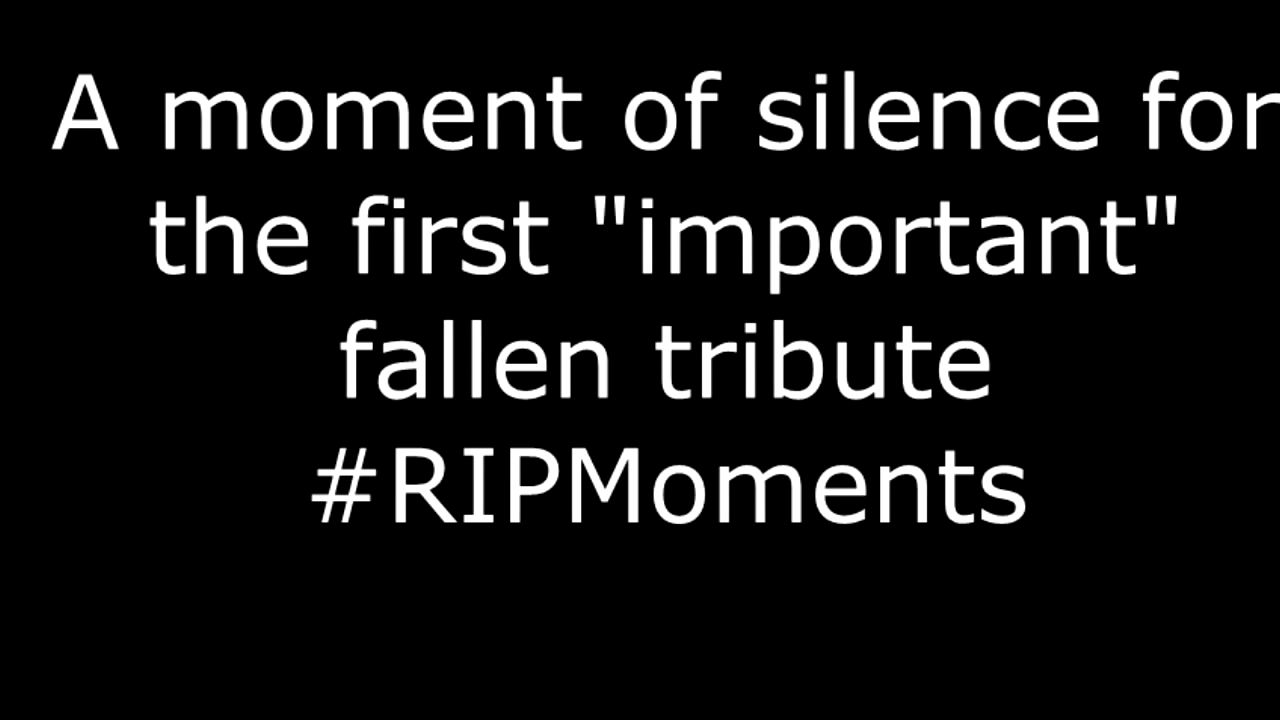 A moment of silence for
the first "important"
fallen tribute
#RIPMoments